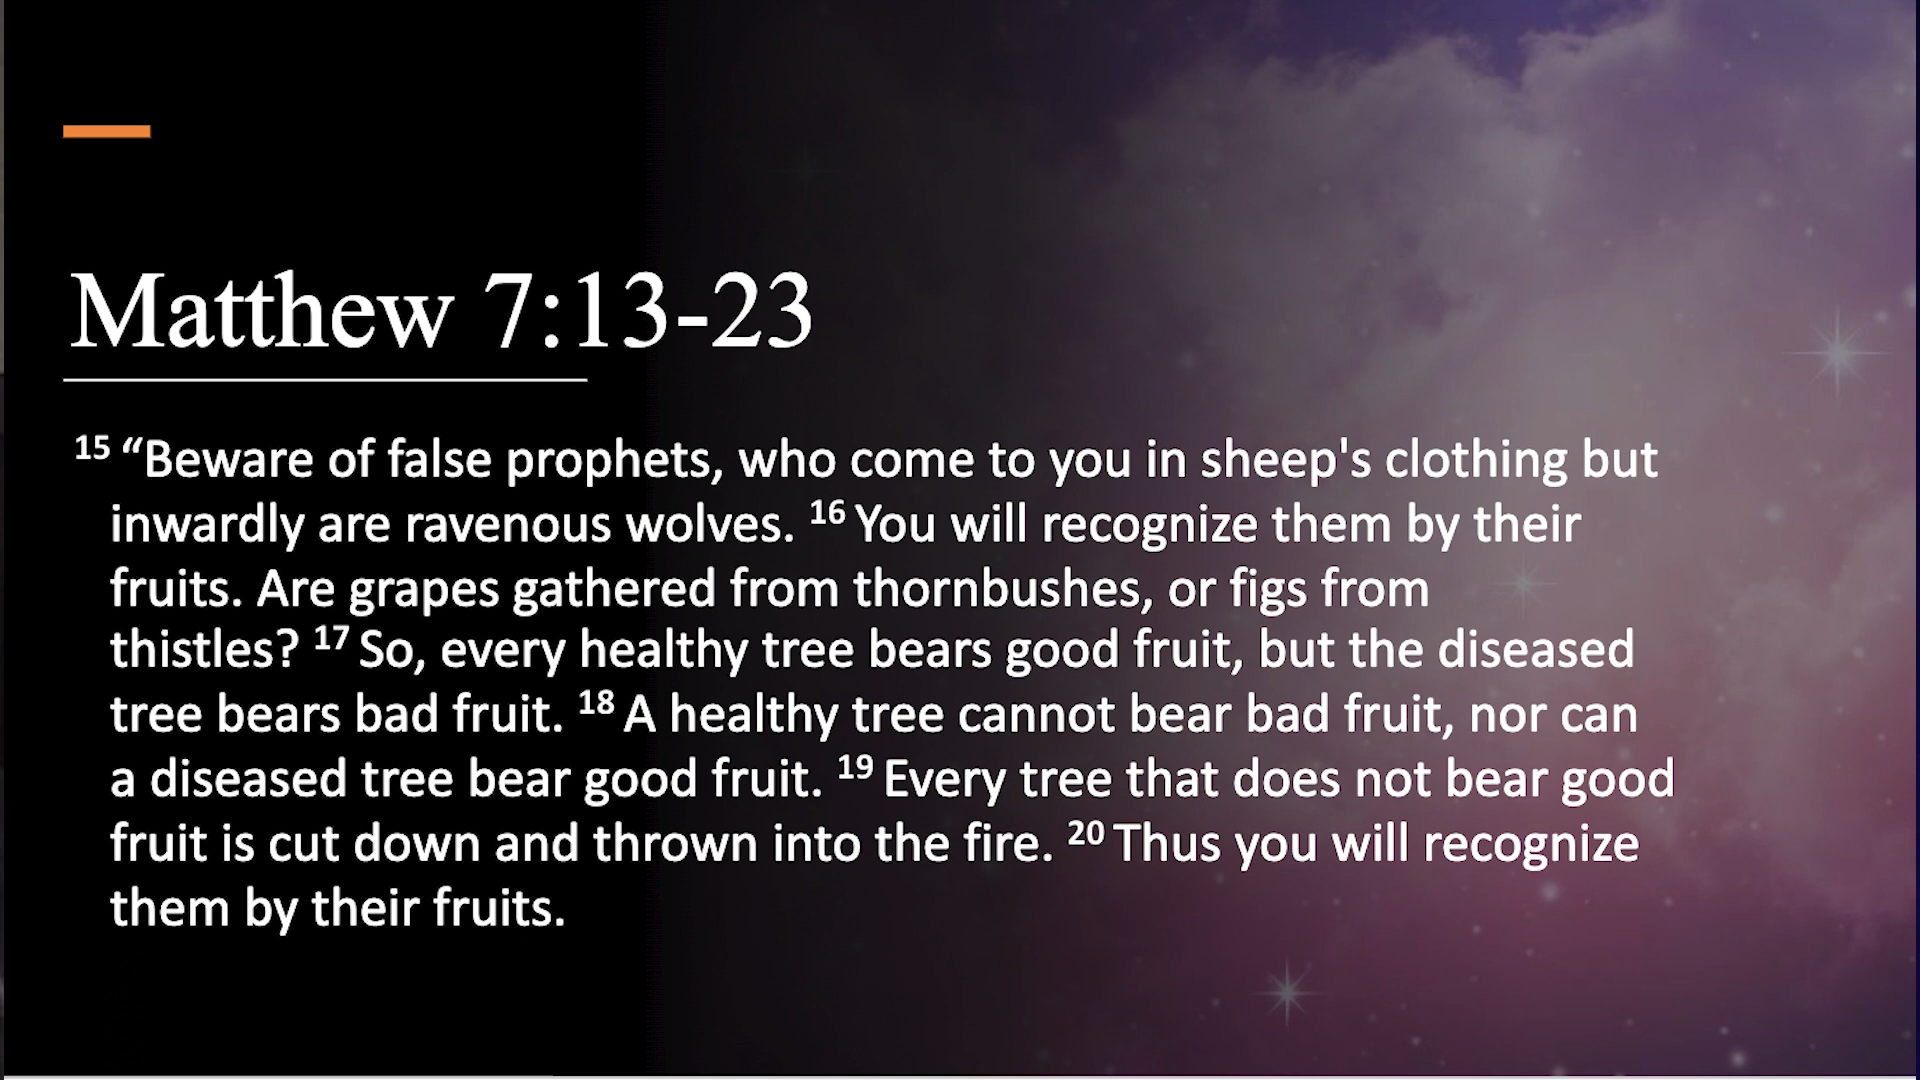 Matthew 7:13-23
15 “Beware of false prophets, who come to you in sheep's clothing but
inwardly are ravenous wolves. 16 You will recognize them by their
fruits. Are grapes gathered from thornbushes, or figs from
thistles? 17 So, every healthy tree bears good fruit, but the diseased
tree bears bad fruit. 18 A healthy tree cannot bear bad fruit, nor can
a diseased tree bear good fruit. 19 Every tree that does not bear good
fruit is cut down and thrown into the fire. 20 Thus you will recognize
them by their fruits.